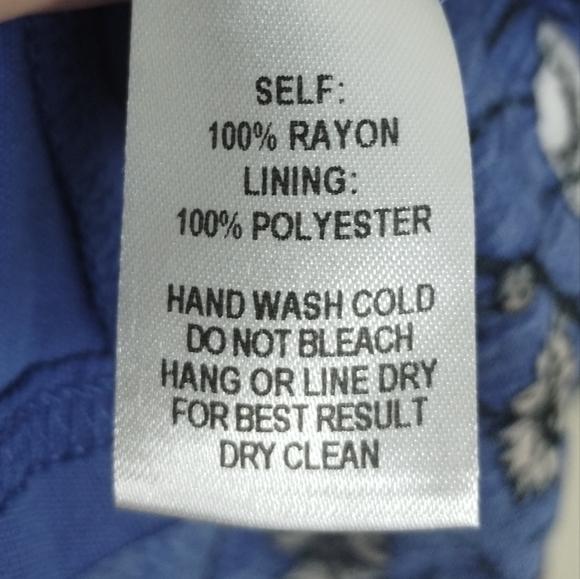 SELF:
100% RAYON
LINING:
100% POLYESTER
HAND WASH COLD
DO NOT BLEACH
HANG OR LINE DRY
FOR BEST RESULT
DRY CLEAN